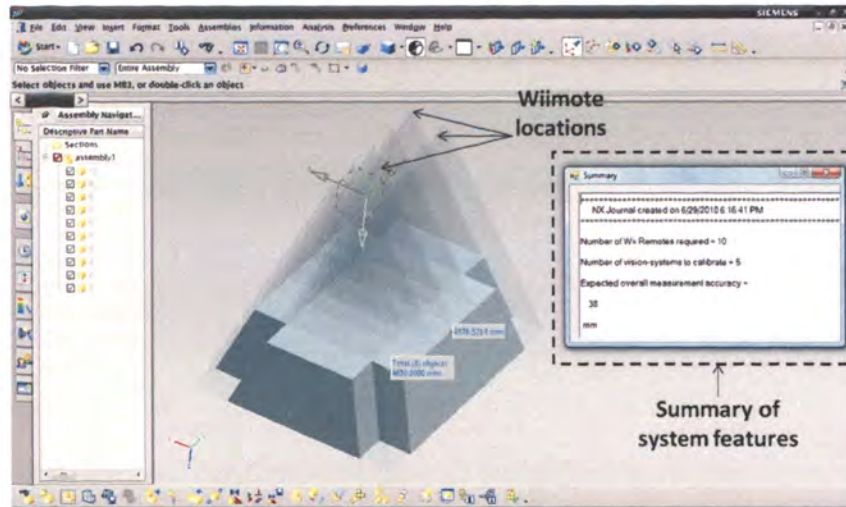 SIEMENS
File Edit View Insert Format Tools Assemblies Information Analysis Preferences Window Help
Start
No Selection Filter Entire Assembly
Select objects and use MB3, or double-click an object
Assembly Navigat...
Descriptive Part Name
Sections
assembly1
Wiimote
locations
Summary
NX Journal created on 6/29/2010 6:16:41 PM
Number of Wii Remotes required = 10
Number of vision-systems to calibrate = 5
Expected overall measurement accuracy =
38
mm
Summary of
system features